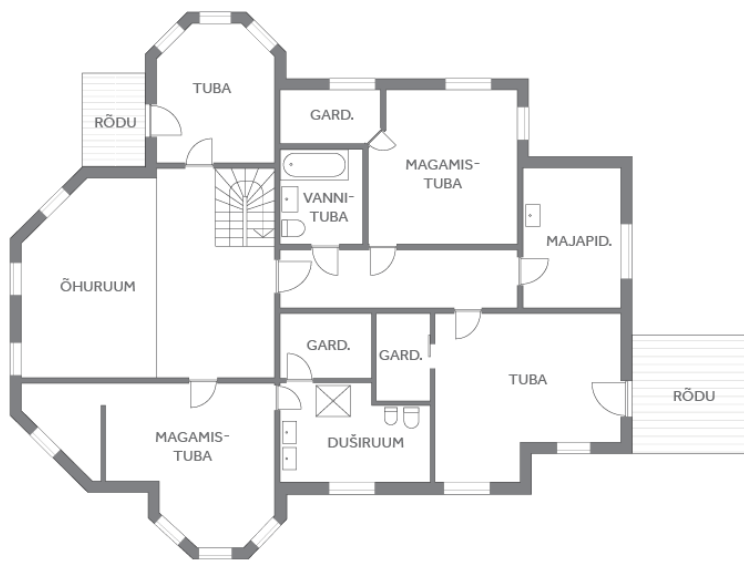 TUBA
RÕDU
GARD.
MAGAMIS-
TUBA
VANNI-
TUBA
MAJAPID.
ÕHURUUM
GARD.
GARD.
TUBA
RÕDU
MAGAMIS-
TUBA
DUŠIRUUM